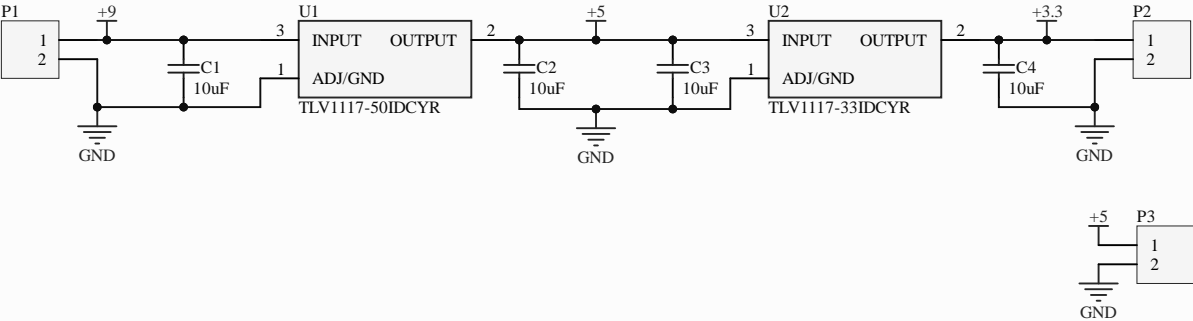 P1 +9 U1 +5 U2 +3.3 P2
1 3 INPUT OUTPUT 2 3 INPUT OUTPUT 2 1
2 1 ADJ/GND 1 ADJ/GND 2
C1 C2 C3 C4
10uF 10uF 10uF 10uF
TLV1117-50IDCYR TLV1117-33IDCYR
GND GND GND
+5 P3
1
2
GND